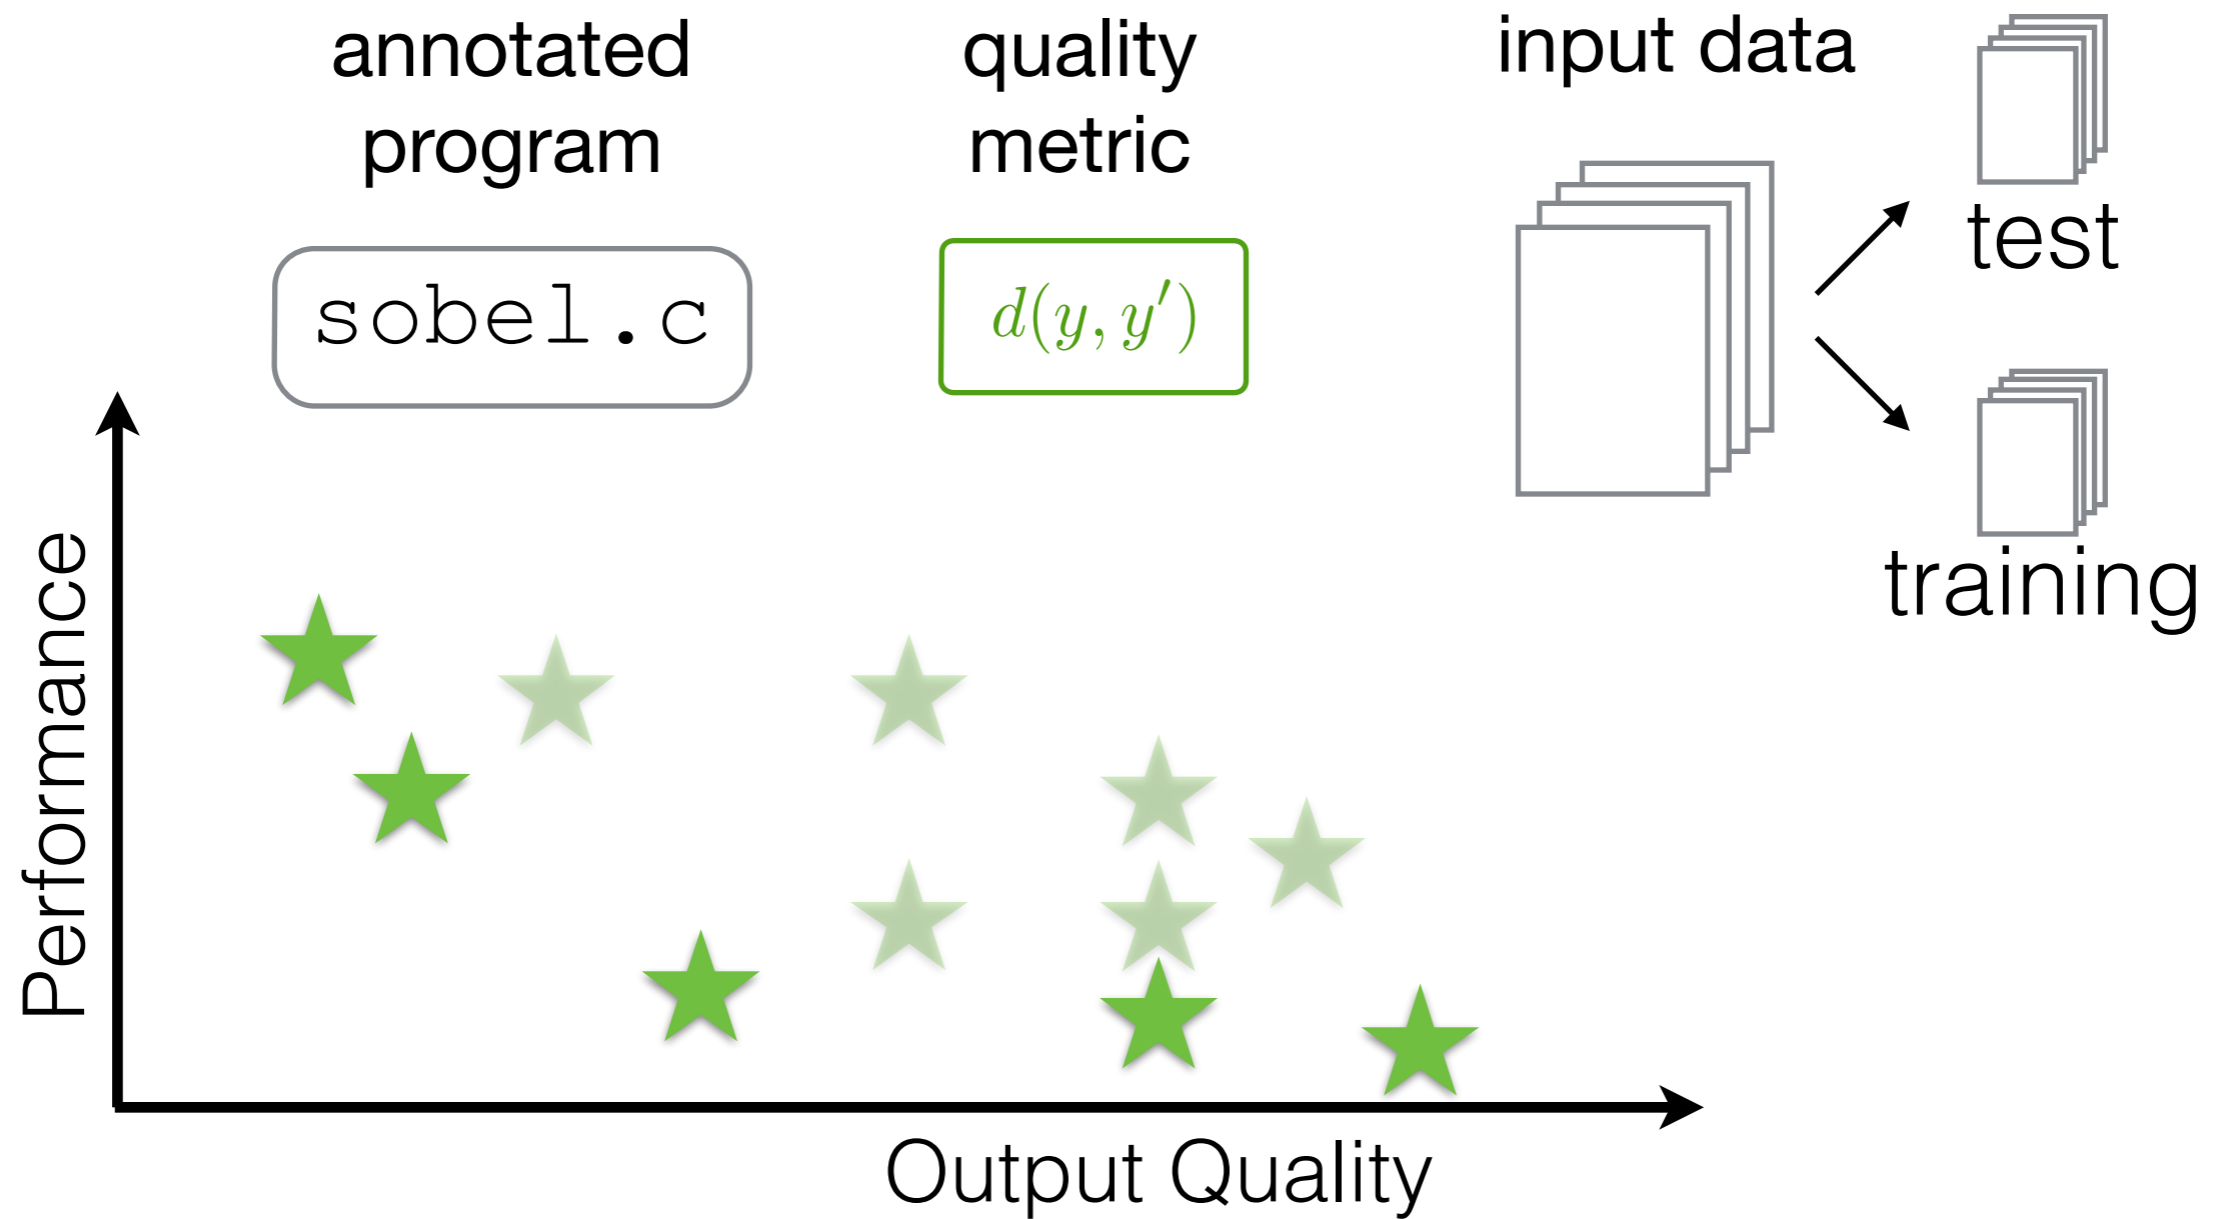 annotated
program
sobel.c
quality
metric
d(y, y′)
input data
test
training
Performance
Output Quality